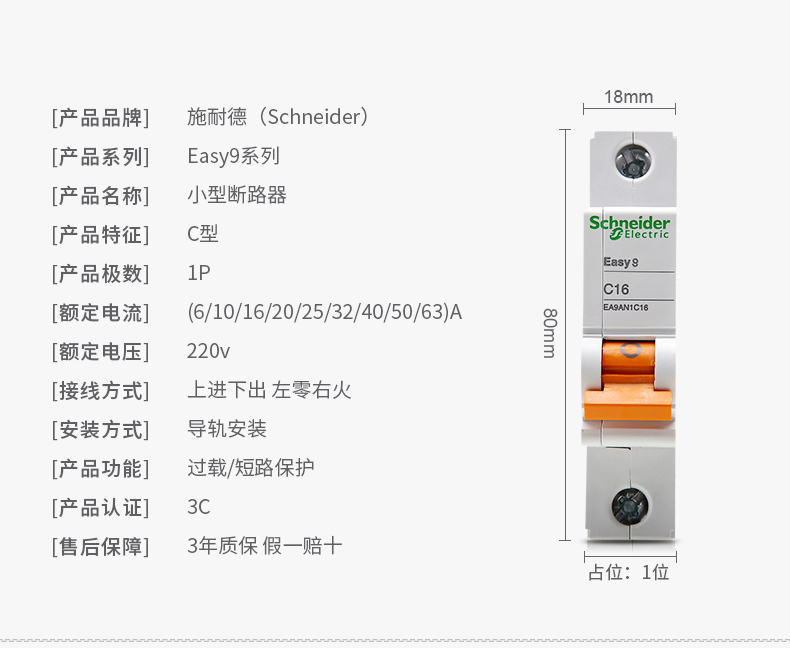 [产品品牌] 施耐德（Schneider）
[产品系列] Easy9系列
[产品名称] 小型断路器
[产品特征] C型
[产品极数] 1P
[额定电流] (6/10/16/20/25/32/40/50/63)A
[额定电压] 220v
[接线方式] 上进下出 左零右火
[安装方式] 导轨安装
[产品功能] 过载/短路保护
[产品认证] 3C
[售后保障] 3年质保 假一赔十
18mm
80mm
Schneider
Electric
Easy9
C16
EA9AN1C16
占位：1位